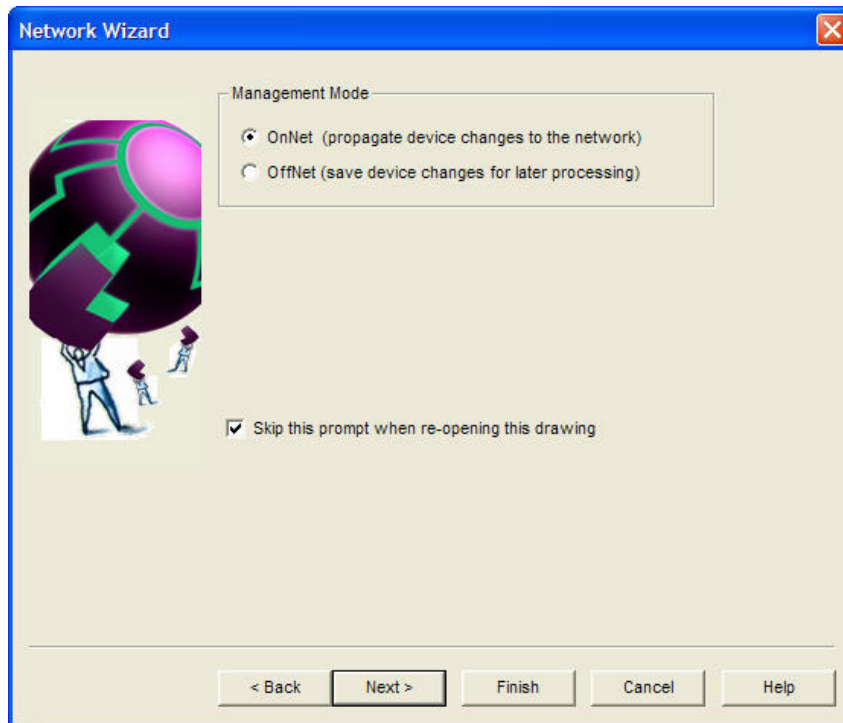 Network Wizard
Management Mode
OnNet (propagate device changes to the network)
OffNet (save device changes for later processing)
Skip this prompt when re-opening this drawing
< Back Next > Finish Cancel Help